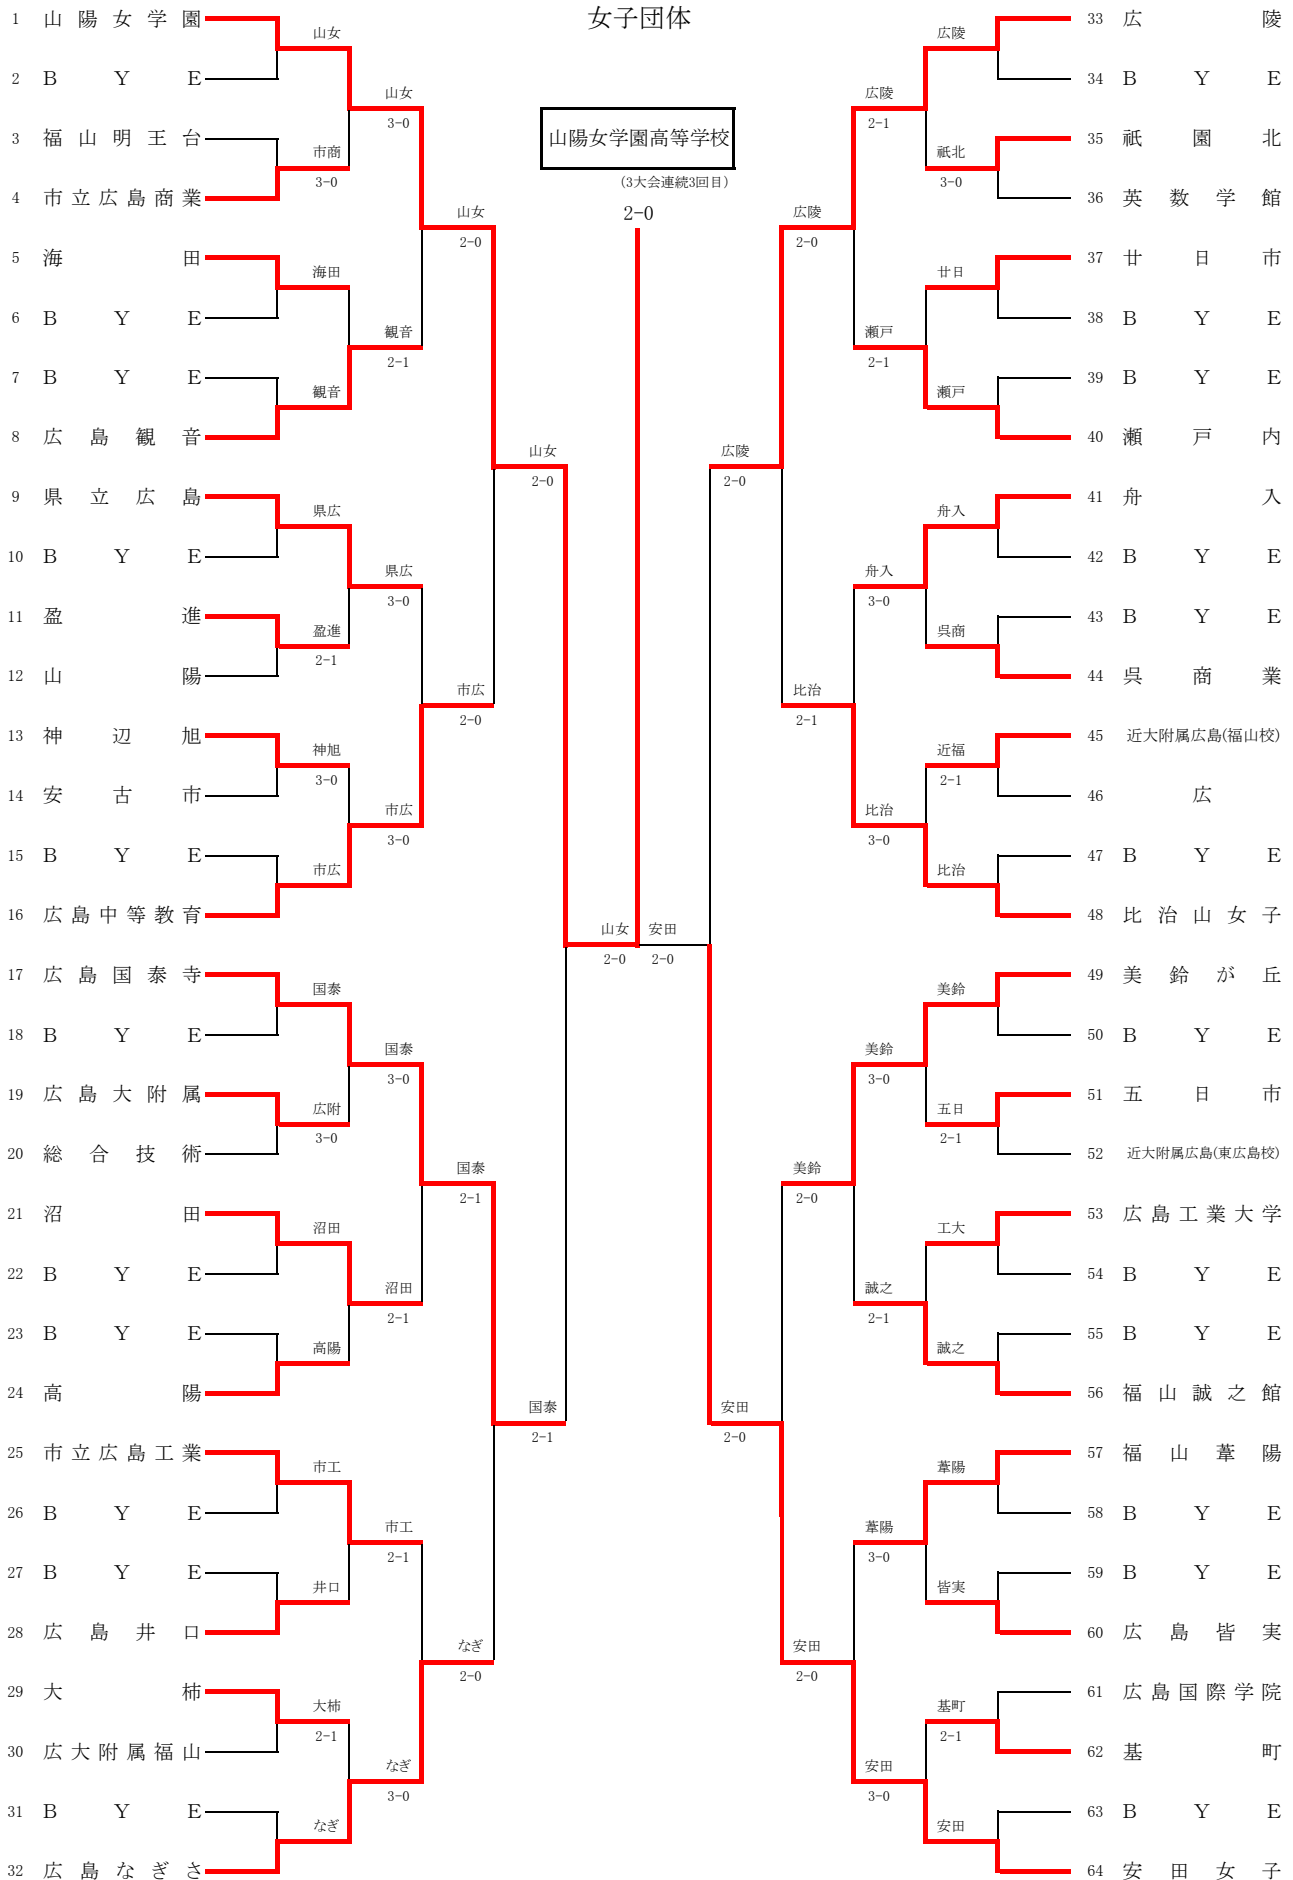 女子団体
山陽女学園高等学校
(3大会連続3回目)
2-0
1 山陽女学園
2 BYE
3 福山明王台
4 市立広島商業
5 海田
6 BYE
7 BYE
8 広島観音
9 県立広島
10 BYE
11 盈進
12 山陽
13 神辺旭
14 安古市
15 BYE
16 広島中等教育
17 広島国泰寺
18 BYE
19 広島大附属
20 総合技術
21 沼田
22 BYE
23 BYE
24 高陽
25 市立広島工業
26 BYE
27 BYE
28 広島井口
29 大柿
30 広大附属福山
31 BYE
32 広島なぎさ
山女
市商
3-0
海田
観音
県広
盈進
2-1
神旭
3-0
市広
国泰
広附
3-0
沼田
高陽
市工
井口
大柿
2-1
なぎ
山女
3-0
観音
2-1
県広
3-0
市広
3-0
国泰
3-0
沼田
2-1
市工
2-1
なぎ
3-0
山女
2-0
市広
2-0
国泰
2-1
なぎ
2-0
山女
2-0
国泰
2-1
山女
2-0
安田
2-0
広陵
2-0
安田
2-0
広陵
2-0
比治
2-1
美鈴
2-0
安田
2-0
広陵
2-1
瀬戸
2-1
舟入
3-0
比治
3-0
美鈴
3-0
誠之
2-1
葦陽
3-0
安田
3-0
広陵
祇北
3-0
廿日
瀬戸
舟入
呉商
近福
2-1
比治
美鈴
五日
2-1
工大
誠之
葦陽
皆実
基町
2-1
安田
33 広陵
34 BYE
35 祇園北
36 英数学館
37 廿日市
38 BYE
39 BYE
40 瀬戸内
41 舟入
42 BYE
43 BYE
44 呉商業
45 近大附属広島(福山校)
46 広
47 BYE
48 比治山女子
49 美鈴が丘
50 BYE
51 五日市
52 近大附属広島(東広島校)
53 広島工業大学
54 BYE
55 BYE
56 福山誠之館
57 福山葦陽
58 BYE
59 BYE
60 広島皆実
61 広島国際学院
62 基町
63 BYE
64 安田女子